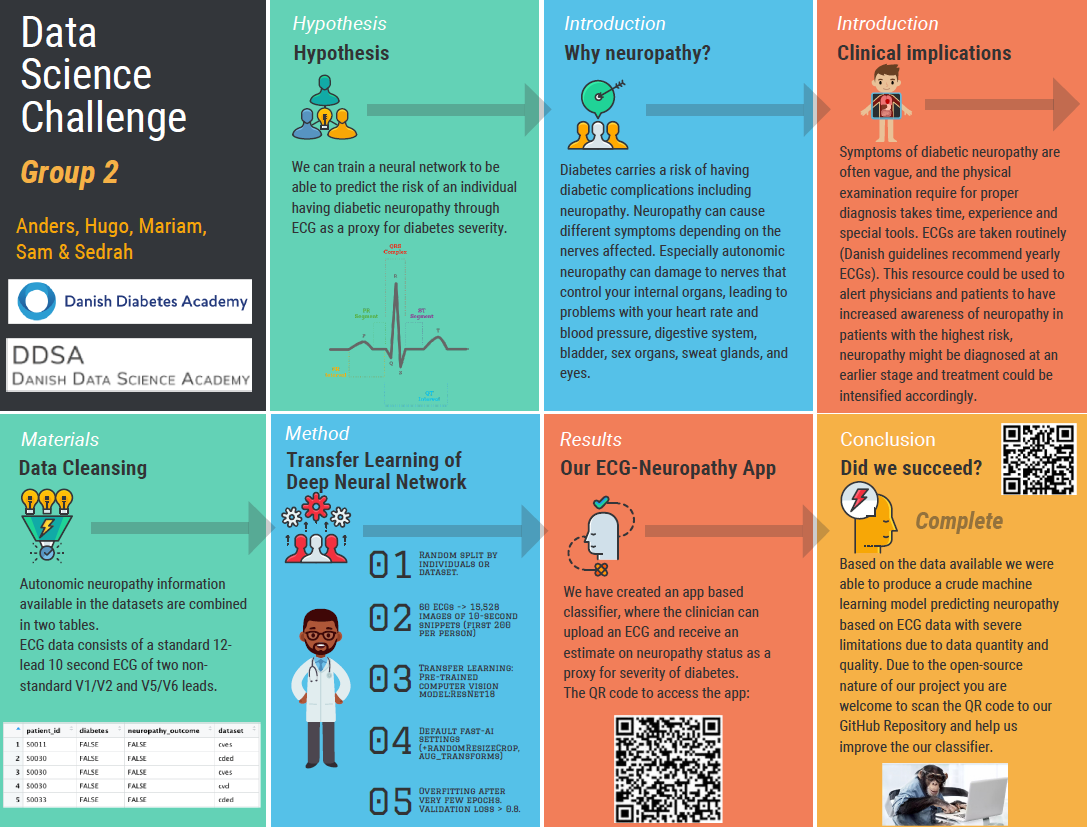 Data
Science
Challenge
Group 2
Anders, Hugo, Mariam,
Sam & Sedrah
Danish Diabetes Academy
DDSA
DANISH DATA SCIENCE ACADEMY
Hypothesis
Hypothesis
We can train a neural network to be
able to predict the risk of an individual
having diabetic neuropathy through
ECG as a proxy for diabetes severity.
QRS
Complex
R
PR
Segment
ST
Segment
P
T
Q
S
QT
Introduction
Why neuropathy?
Diabetes carries a risk of having
diabetic complications including
neuropathy. Neuropathy can cause
different symptoms depending on the
nerves affected. Especially autonomic
neuropathy can damage to nerves that
control your internal organs, leading to
problems with your heart rate and
blood pressure, digestive system,
bladder, sex organs, sweat glands, and
eyes.
Introduction
Clinical implications
Symptoms of diabetic neuropathy are
often vague, and the physical
examination require for proper
diagnosis takes time, experience and
special tools. ECGs are taken routinely
(Danish guidelines recommend yearly
ECGs). This resource could be used to
alert physicians and patients to have
increased awareness of neuropathy in
patients with the highest risk,
neuropathy might be diagnosed at an
earlier stage and treatment could be
intensified accordingly.
Materials
Data Cleansing
Autonomic neuropathy information
available in the datasets are combined
in two tables.
ECG data consists of a standard 12-
lead 10 second ECG of two non-
standard V1/V2 and V5/V6 leads.
patient_id diabetes neuropathy_outcome dataset
1 S0011 FALSE FALSE cves
2 S0030 FALSE FALSE cded
3 S0030 FALSE FALSE cves
4 S0030 FALSE FALSE cvd
5 S0033 FALSE FALSE cded
Method
Transfer Learning of
Deep Neural Network
01 RANDOM SPLIT BY
INDIVIDUALS OR
DATASET.
02 60 ECGS -> 15,528
IMAGES OF 10-SECOND
SNIPPETS (FIRST 200
PER PERSON)
03 TRANSFER LEARNING:
PRE-TRAINED
COMPUTER VISION
MODEL:RESNET18
04 DEFAULT FAST-AI
SETTINGS
(+RANDOMRESIZECROP,
AUG_TRANSFORMS)
05 OVERFITTING AFTER
VERY FEW EPOCHS.
VALIDATION LOSS > 0.8.
Results
Our ECG-Neuropathy App
We have created an app based
classifier, where the clinician can
upload an ECG and receive an
estimate on neuropathy status as a
proxy for severity of diabetes.
The QR code to access the app:
Conclusion
Did we succeed?
Complete
Based on the data available we were
able to produce a crude machine
learning model predicting neuropathy
based on ECG data with severe
limitations due to data quantity and
quality. Due to the open-source
nature of our project you are
welcome to scan the QR code to our
GitHub Repository and help us
improve the our classifier.